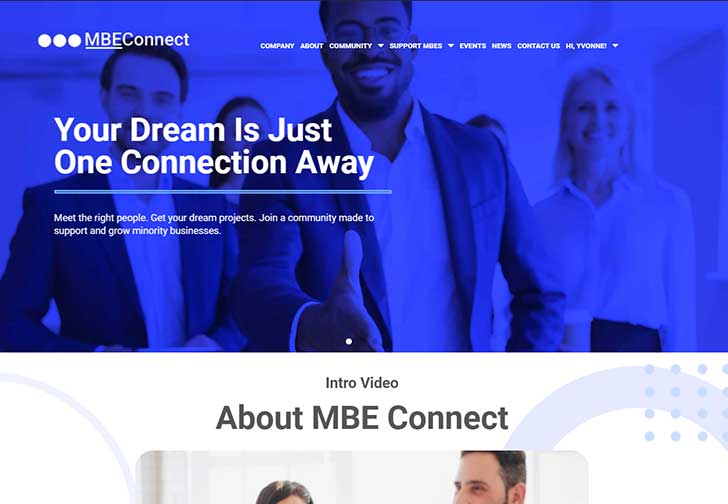 MBEConnect
COMPANY ABOUT COMMUNITY SUPPORT MBES EVENTS NEWS CONTACT US HI, YVONNE!
Your Dream Is Just
One Connection Away
Meet the right people. Get your dream projects. Join a community made to
support and grow minority businesses.
Intro Video
About MBE Connect